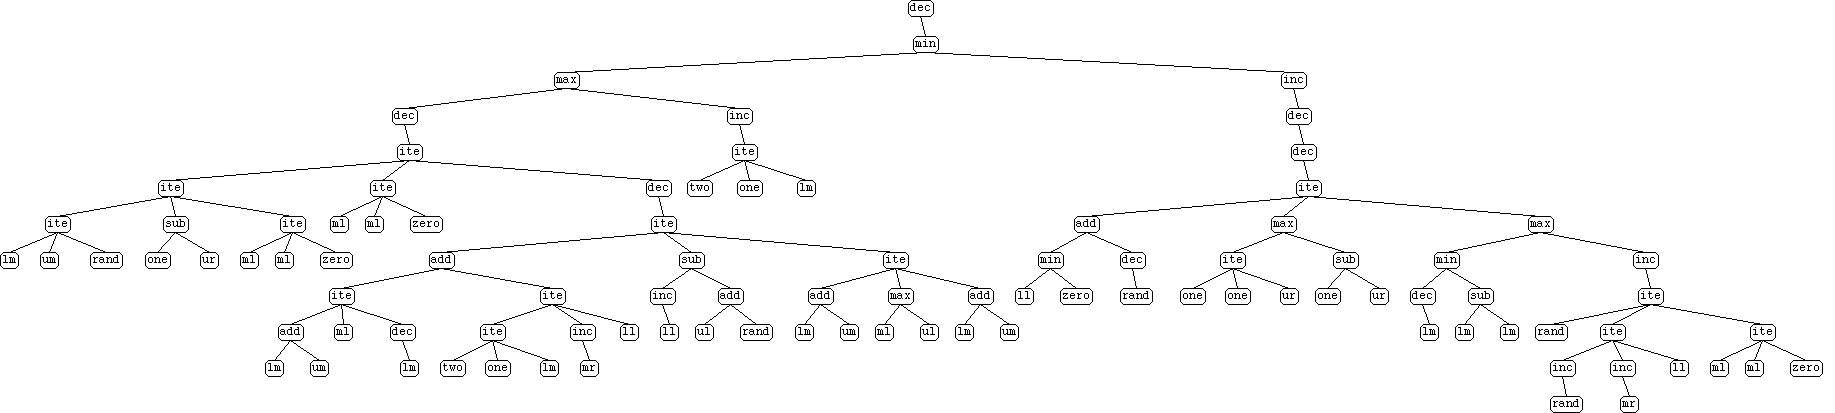 dec
min
max inc
dec inc dec
ite ite dec
ite ite dec two one lm ite
ite sub ite ml ml zero ite add max max
lm um rand one ur ml ml zero add sub ite min dec ite sub min inc
ite ite inc add add max add ll zero rand one one ur one ur dec sub ite
add ml dec ite inc ll ll ul rand lm um ml ul lm um lm lm lm rand ite ite
lm um lm two one lm mr inc inc ll ml ml zero
rand mr